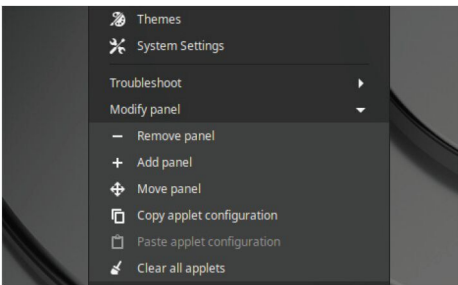 Themes
System Settings
Troubleshoot
Modify panel
Remove panel
Add panel
Move panel
Copy applet configuration
Paste applet configuration
Clear all applets